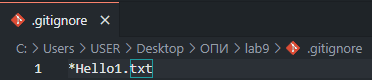 .gitignore
C: > Users > USER > Desktop > ОПИ > lab9 > .gitignore
1 *Hello1.txt